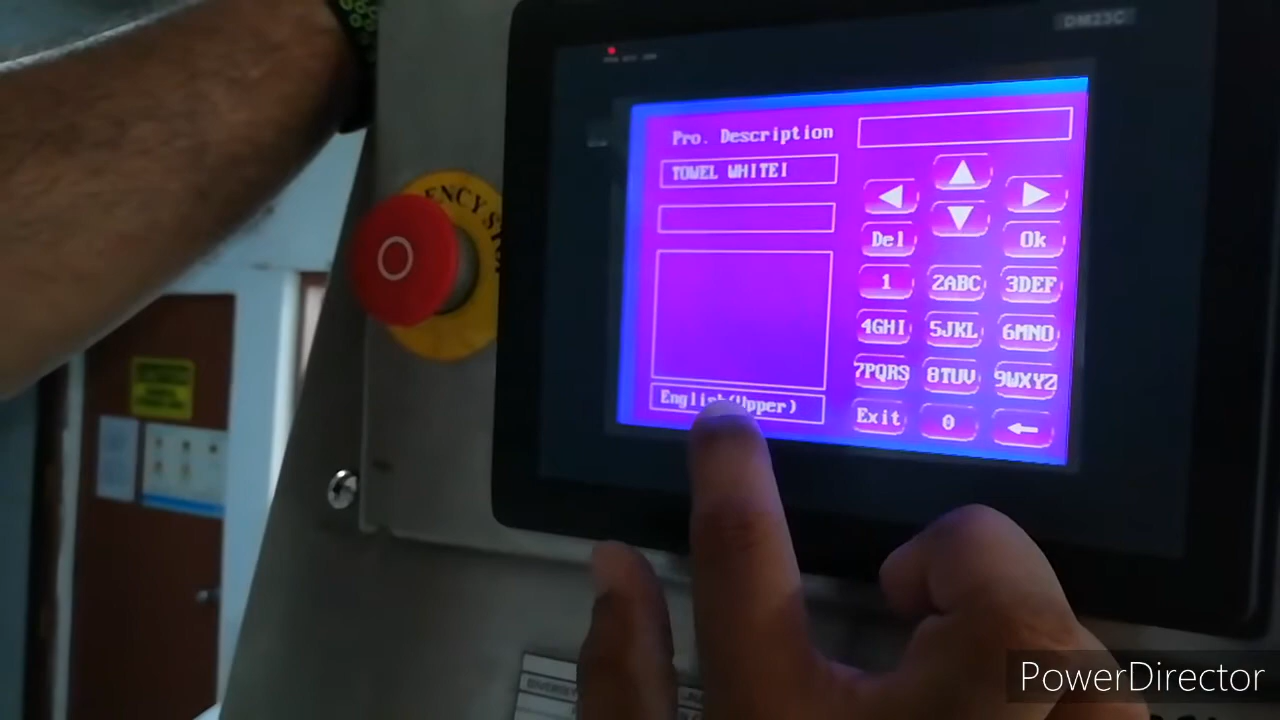 DM23C
Pro. Description
TOWEL WHITEI
Del
Ok
1
2ABC
3DEF
4GHI
5JKL
6MNO
7PQRS
8TUV
9WXYZ
English(Upper)
Exit
0
PowerDirector